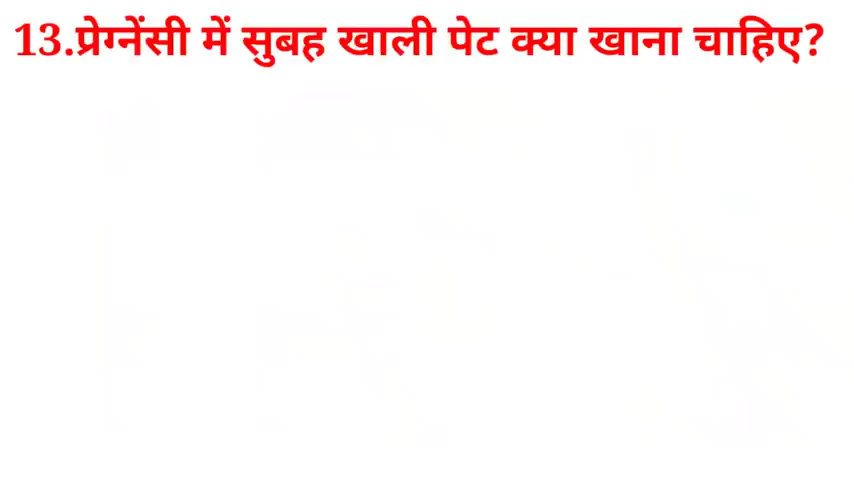 13.प्रेग्नेंसी में सुबह खाली पेट क्या खाना चाहिए?